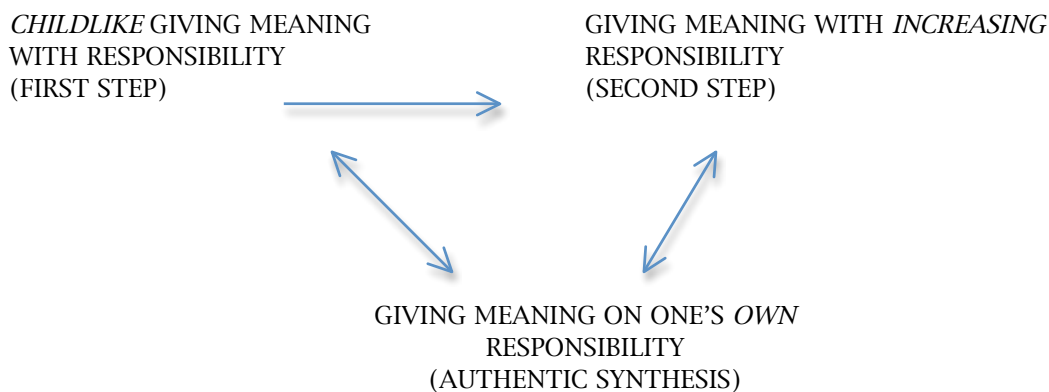 CHILDLIKE GIVING MEANING
WITH RESPONSIBILITY
(FIRST STEP)
GIVING MEANING WITH INCREASING
RESPONSIBILITY
(SECOND STEP)
GIVING MEANING ON ONE’S OWN
RESPONSIBILITY
(AUTHENTIC SYNTHESIS)